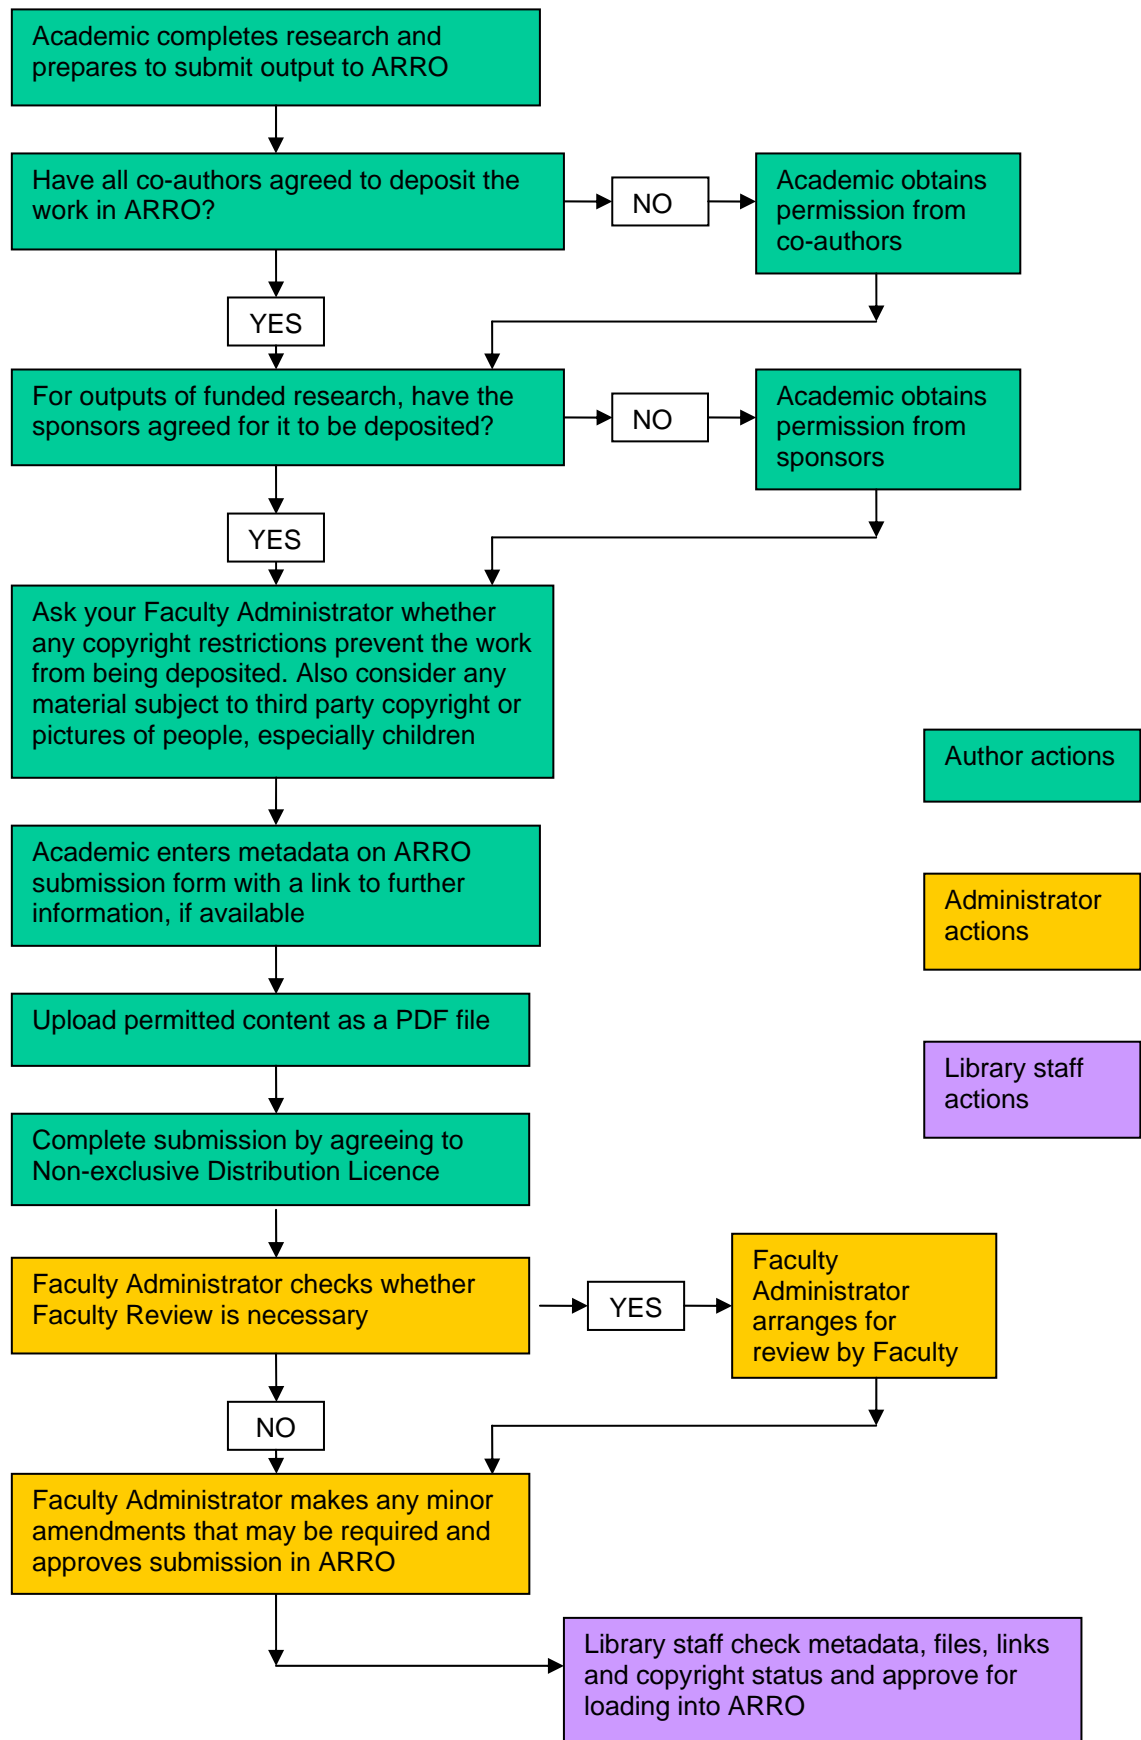 Academic completes research and
prepares to submit output to ARRO
Have all co-authors agreed to deposit the
work in ARRO?
NO
Academic obtains
permission from
co-authors
YES
For outputs of funded research, have the
sponsors agreed for it to be deposited?
NO
Academic obtains
permission from
sponsors
YES
Ask your Faculty Administrator whether
any copyright restrictions prevent the work
from being deposited. Also consider any
material subject to third party copyright or
pictures of people, especially children
Author actions
Academic enters metadata on ARRO
submission form with a link to further
information, if available
Administrator
actions
Upload permitted content as a PDF file
Library staff
actions
Complete submission by agreeing to
Non-exclusive Distribution Licence
Faculty Administrator checks whether
Faculty Review is necessary
YES
Faculty
Administrator
arranges for
review by Faculty
NO
Faculty Administrator makes any minor
amendments that may be required and
approves submission in ARRO
Library staff check metadata, files, links
and copyright status and approve for
loading into ARRO